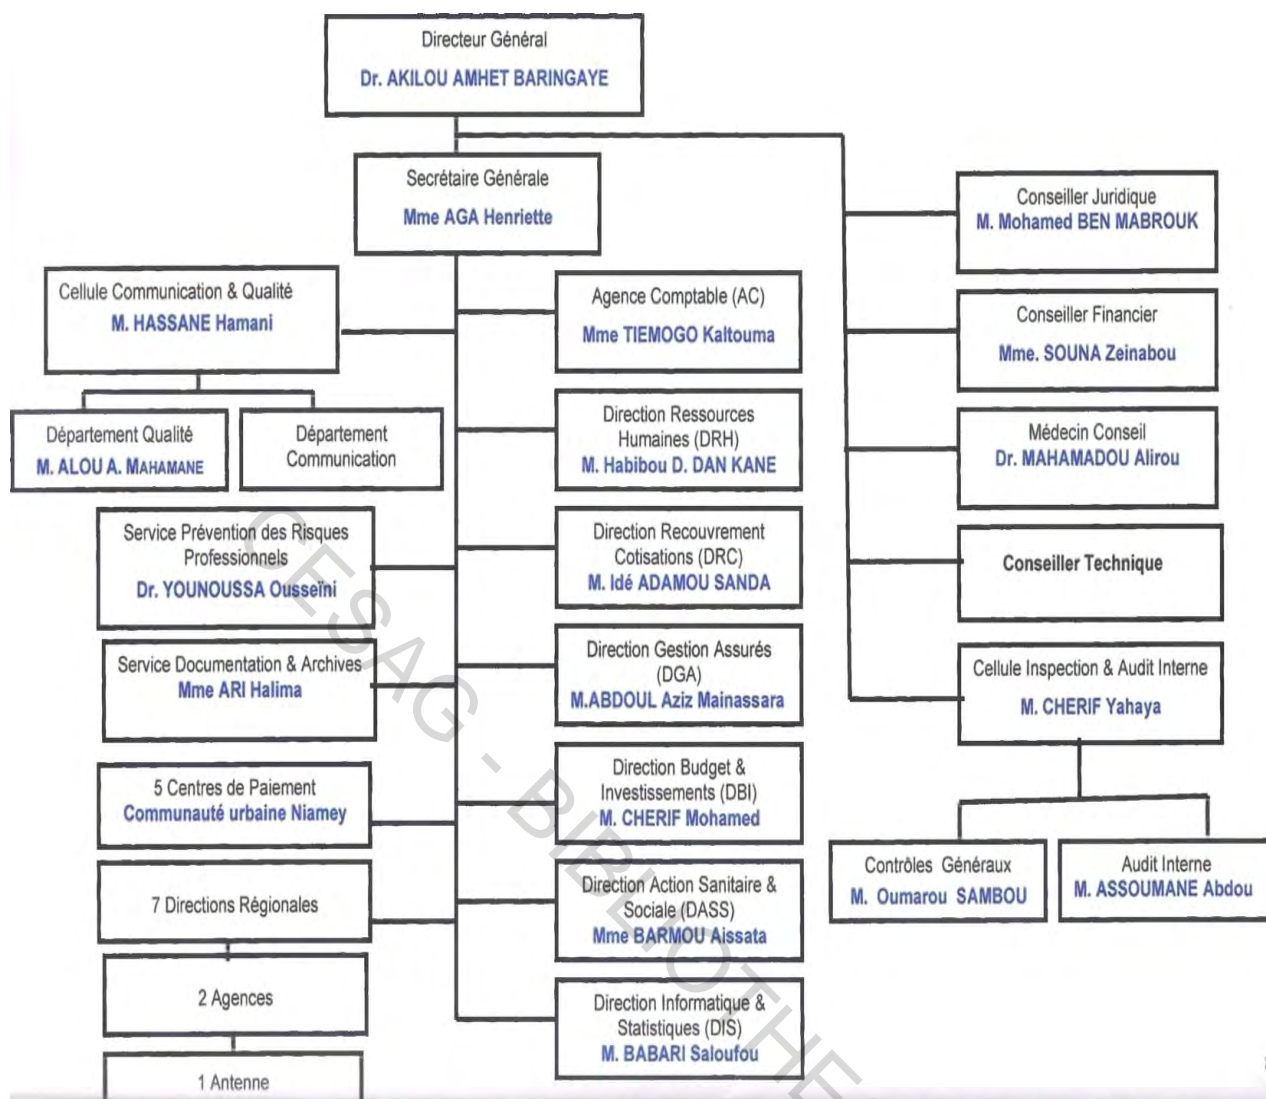 Directeur Général
Dr. AKILOU AMHET BARINGAYE
Secrétaire Générale
Mme AGA Henriette
Conseiller Juridique
M. Mohamed BEN MABROUK
Conseiller Financier
Mme. SOUNA Zeinabou
Médecin Conseil
Dr. MAHAMADOU Alirou
Conseiller Technique
Cellule Inspection & Audit Interne
M. CHERIF Yahaya
Contrôles Généraux
M. Oumarou SAMBOU
Audit Interne
M. ASSOUMANE Abdou
Cellule Communication & Qualité
M. HASSANE Hamani
Département Qualité
M. ALOU A. MAHAMANE
Département
Communication
Service Prévention des Risques
Professionnels
Dr. YOUNOUSSA Ousseïni
Service Documentation & Archives
Mme ARI Halima
5 Centres de Paiement
Communauté urbaine Niamey
7 Directions Régionales
2 Agences
1 Antenne
Agence Comptable (AC)
Mme TIEMOGO Kaltouma
Direction Ressources
Humaines (DRH)
M. Habibou D. DAN KANE
Direction Recouvrement
Cotisations (DRC)
M. Idé ADAMOU SANDA
Direction Gestion Assurés
(DGA)
M.ABDOUL Aziz Mainassara
Direction Budget &
Investissements (DBI)
M. CHERIF Mohamed
Direction Action Sanitaire &
Sociale (DASS)
Mme BARMOU Aissata
Direction Informatique &
Statistiques (DIS)
M. BABARI Saloufou
CESAG - BIBLIOTHE